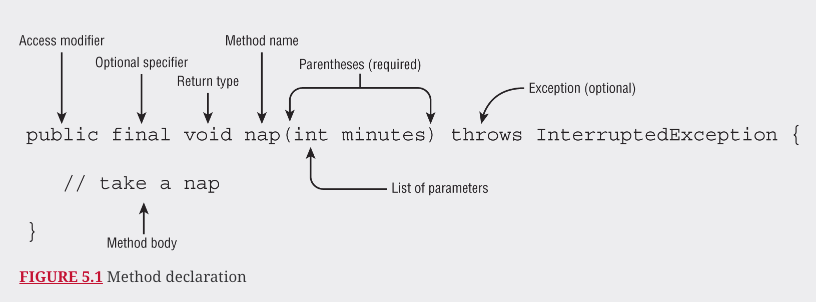 Access modifier
Method name
Optional specifier
Parentheses (required)
Return type
Exception (optional)
public final void nap(int minutes) throws InterruptedException {
// take a nap
List of parameters
}
Method body
FIGURE 5.1 Method declaration